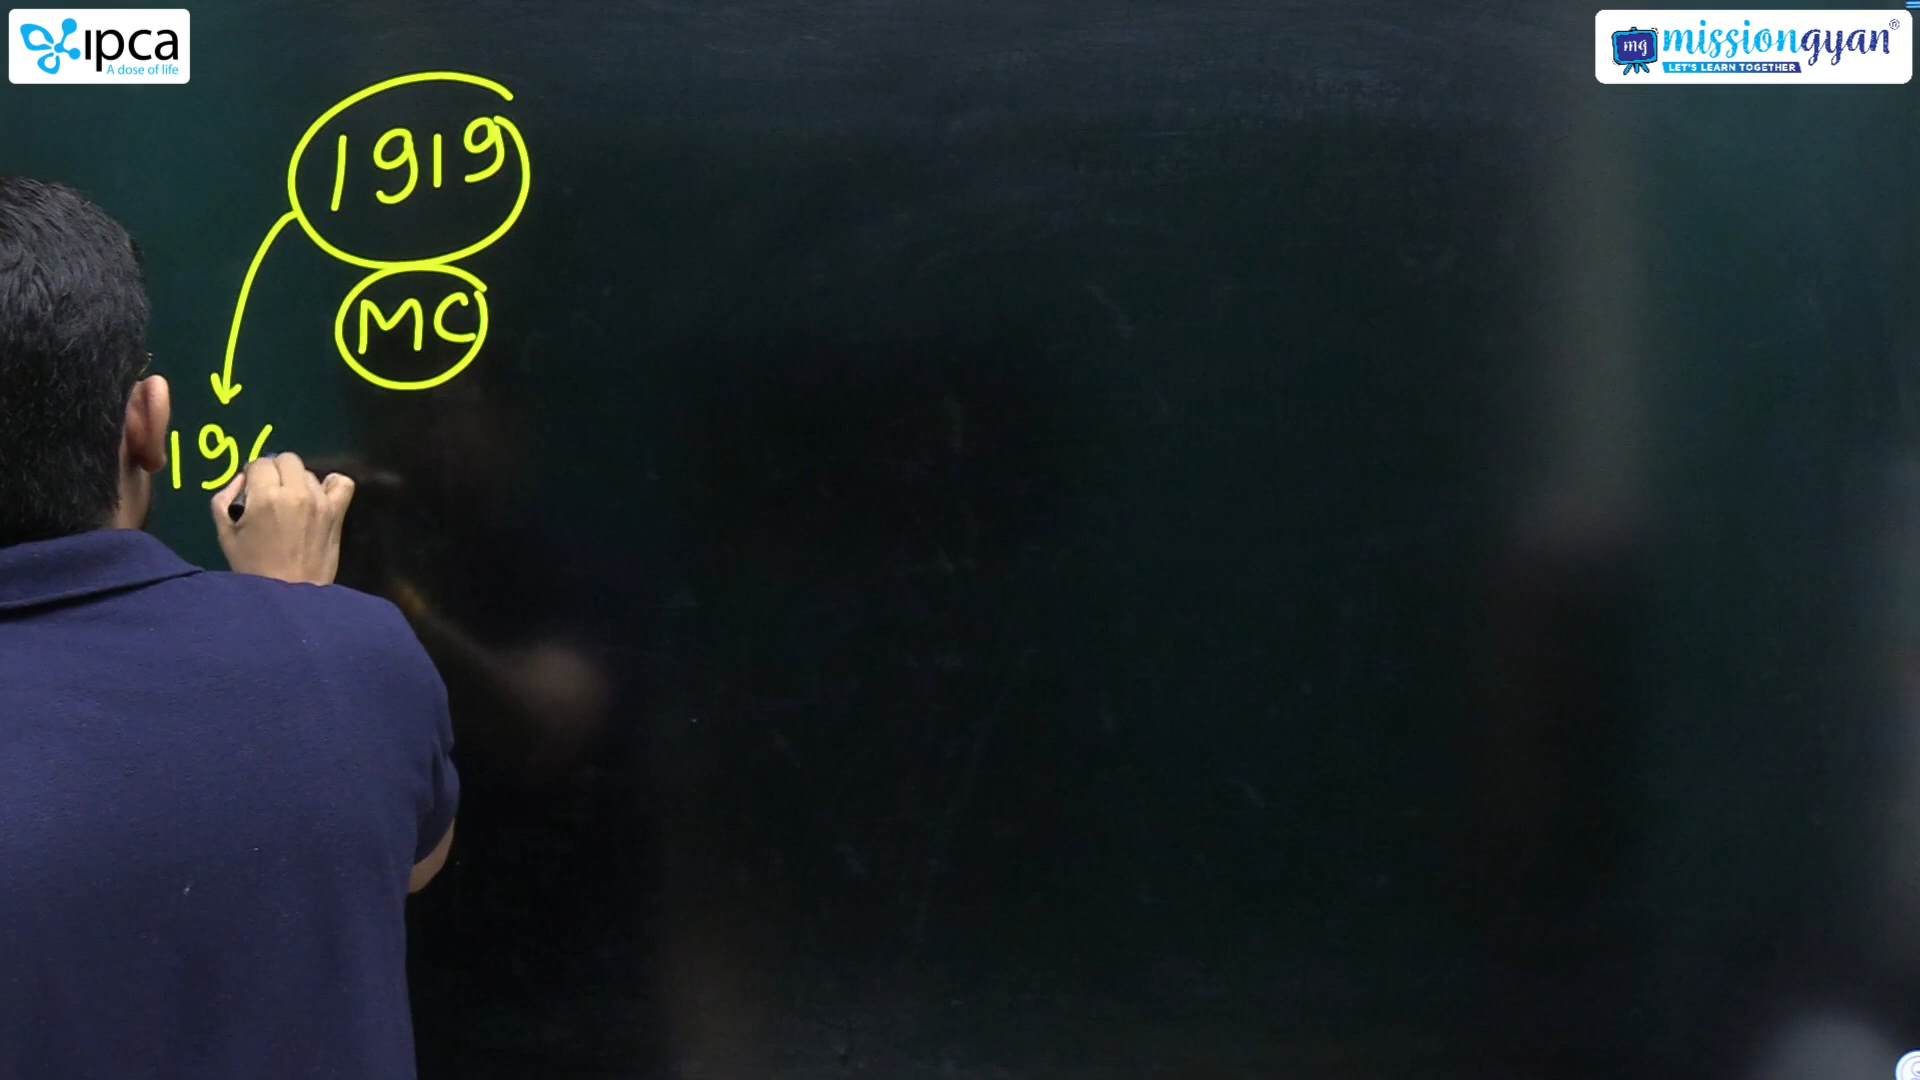 ipca
A dose of life
mg missiongyan®
LET'S LEARN TOGETHER
1919
MC
19